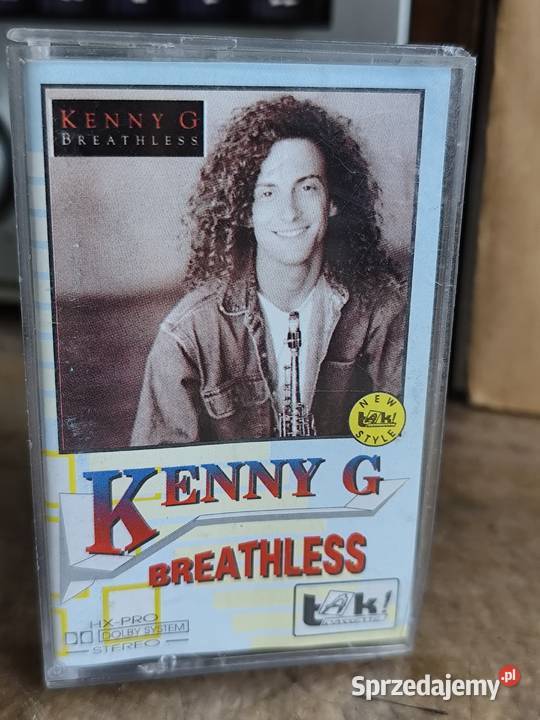 KENNY G
BREATHLESS
NEW
tAk!
STYLE
KENNY G
BREATHLESS
tAk!
HX-PRO
DOLBY SYSTEM
STEREO
Sprzedajemy.pl